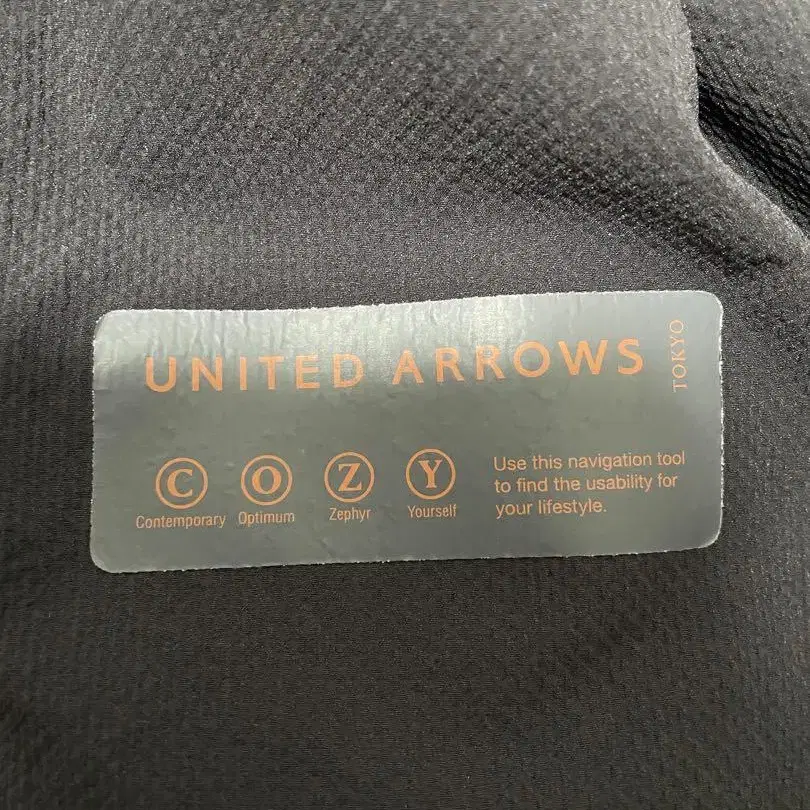 UNITED ARROWS
TOKYO
C O Z Y
Contemporary Optimum Zephyr Yourself
Use this navigation tool
to find the usability for
your lifestyle.